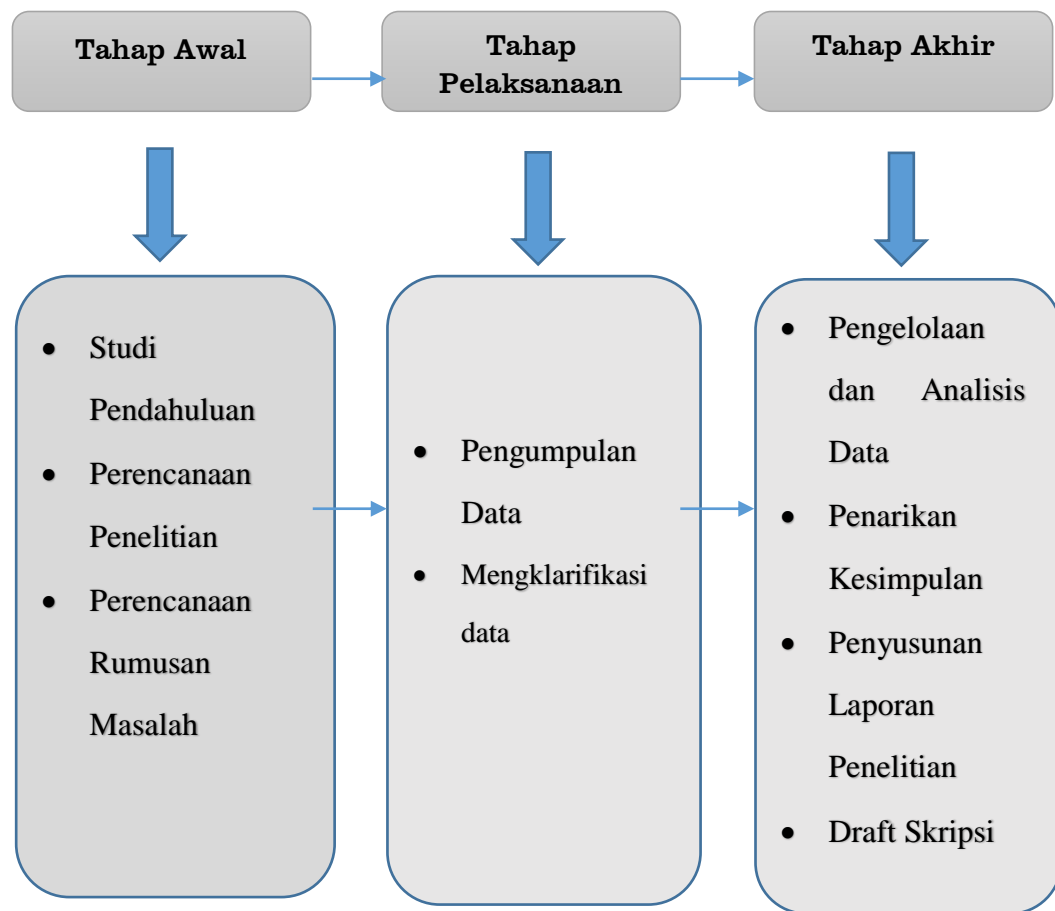 Tahap Awal
Tahap
Pelaksanaan
Tahap Akhir
• Studi
Pendahuluan
• Perencanaan
Penelitian
• Perencanaan
Rumusan
Masalah
• Pengumpulan
Data
• Mengklarifikasi
data
• Pengelolaan
dan Analisis
Data
• Penarikan
Kesimpulan
• Penyusunan
Laporan
Penelitian
• Draft Skripsi